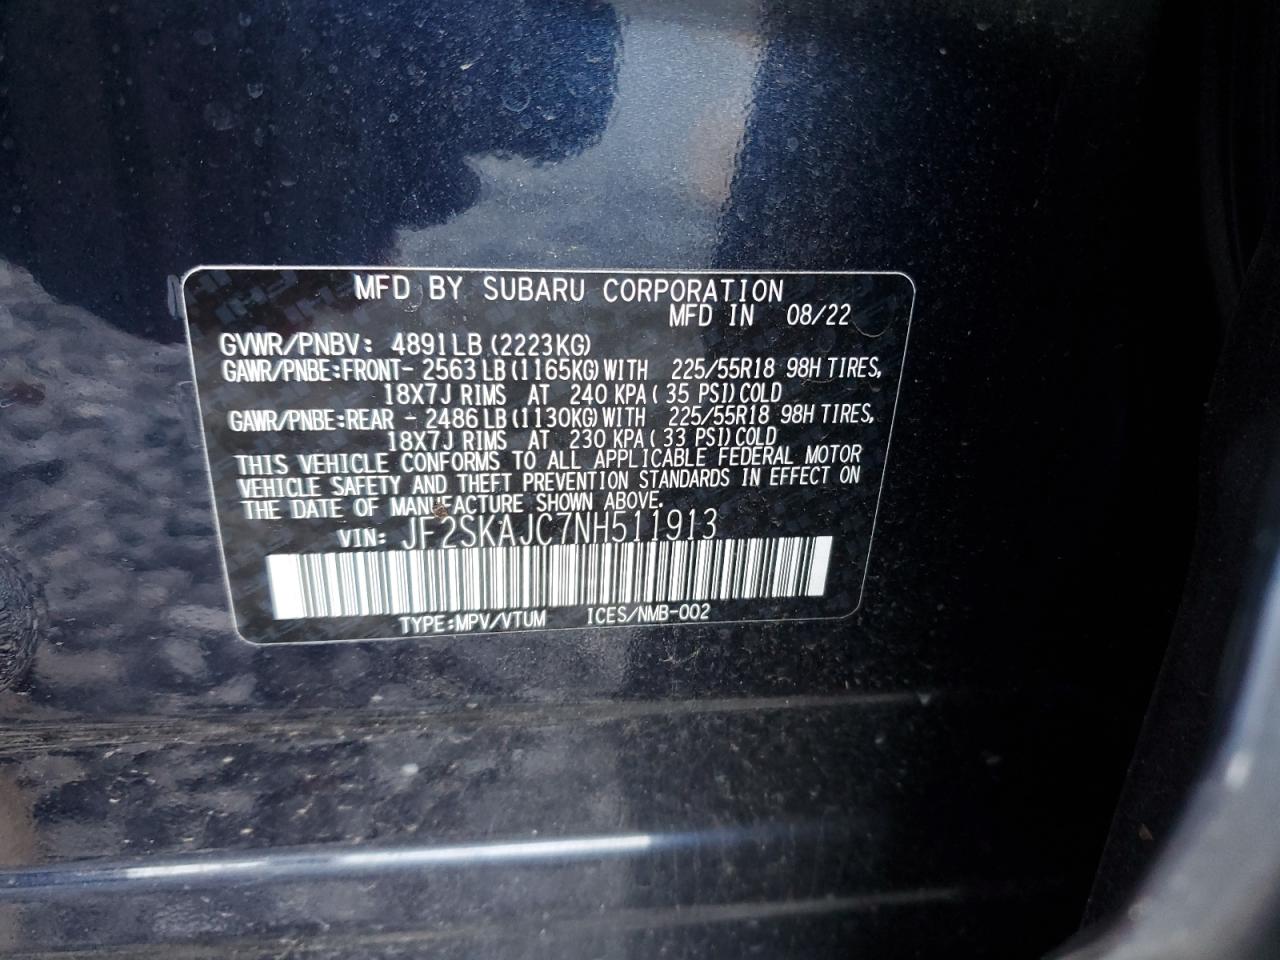 MFD BY SUBARU CORPORATION
MFD IN 08/22
GVWR/PNBV: 4891LB (2223KG)
GAWR/PNBE:FRONT- 2563 LB (1165KG) WITH 225/55R18 98H TIRES,
18X7J RIMS AT 240 KPA ( 35 PSI) COLD
GAWR/PNBE:REAR - 2486 LB (1130KG) WITH 225/55R18 98H TIRES,
18X7J RIMS AT 230 KPA ( 33 PSI) COLD
THIS VEHICLE CONFORMS TO ALL APPLICABLE FEDERAL MOTOR
VEHICLE SAFETY AND THEFT PREVENTION STANDARDS IN EFFECT ON
THE DATE OF MANUFACTURE SHOWN ABOVE.
VIN: JF2SKAJC7NH511913
TYPE:MPV/VTUM ICES/NMB-002